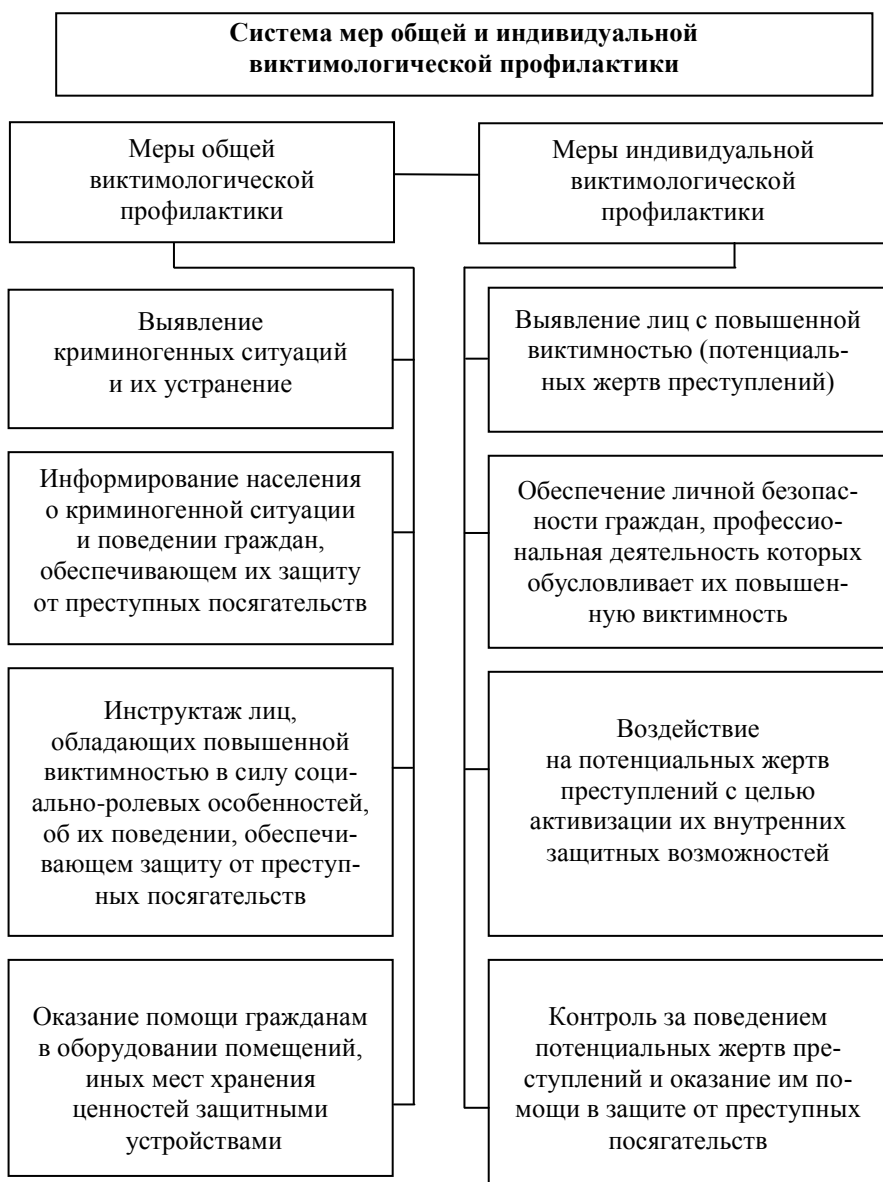 Система мер общей и индивидуальной
виктимологической профилактики
Меры общей
виктимологической
профилактики
Меры индивидуальной
виктимологической
профилактики
Выявление
криминогенных ситуаций
и их устранение
Выявление лиц с повышенной
виктимностью (потенциаль-
ных жертв преступлений)
Информирование населения
о криминогенной ситуации
и поведении граждан,
обеспечивающем их защиту
от преступных посягательств
Обеспечение личной безопас-
ности граждан, профессио-
нальная деятельность которых
обусловливает их повышен-
ную виктимность
Инструктаж лиц,
обладающих повышенной
виктимностью в силу соци-
ально-ролевых особенностей,
об их поведении, обеспечи-
вающем защиту от преступ-
ных посягательств
Воздействие
на потенциальных жертв
преступлений с целью
активизации их внутренних
защитных возможностей
Оказание помощи гражданам
в оборудовании помещений,
иных мест хранения
ценностей защитными
устройствами
Контроль за поведением
потенциальных жертв пре-
ступлений и оказание им по-
мощи в защите от преступных
посягательств